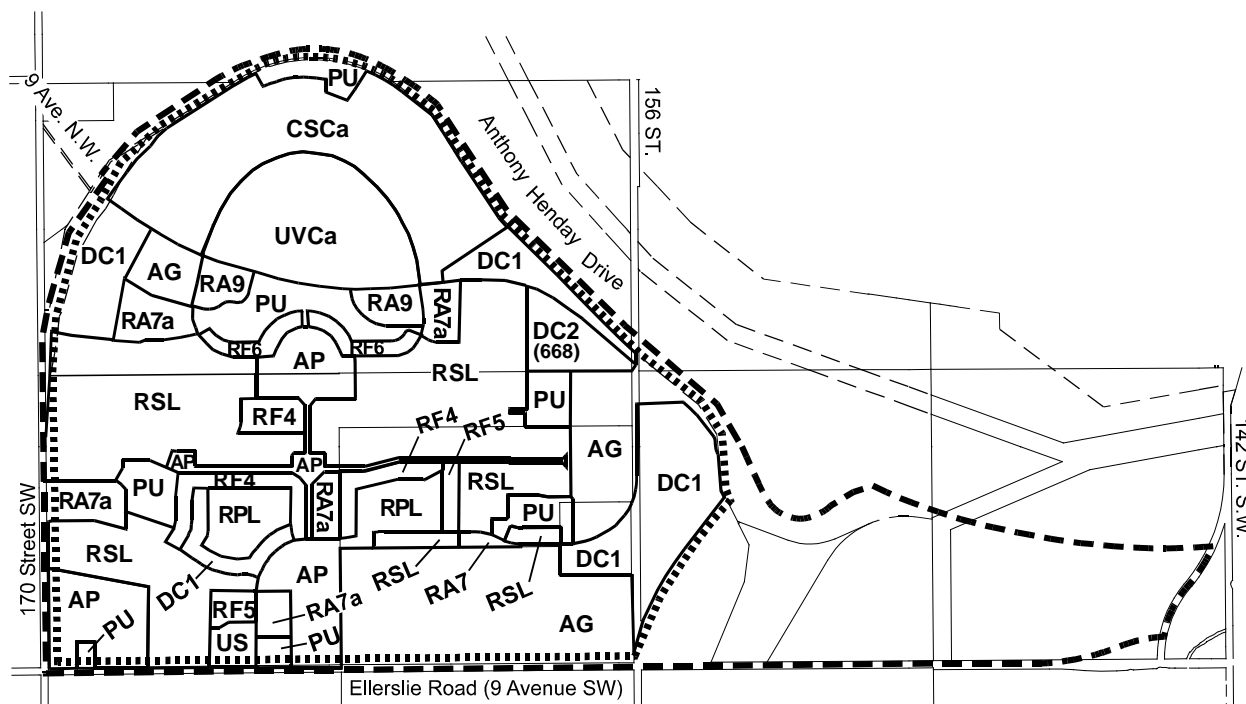 PU
9 Ave. N.W.
CSCa
156 ST.
Anthony Henday Drive
UVCa
DC1
DC1
AG
RA9
PU
RA9
RA7a
RA7a
DC2
(668)
RF6
RF6
AP
RSL
RSL
PU
RF4
RF4
RF5
142 ST. S.W.
AG
AP
AP
RF4
RSL
DC1
PU
RA7a
RPL
RA7a
RPL
PU
170 Street SW
RSL
DC1
DC1
AP
RSL
RA7
RSL
AP
PU
RF5
RA7a
US
PU
AG
Ellerslie Road (9 Avenue SW)